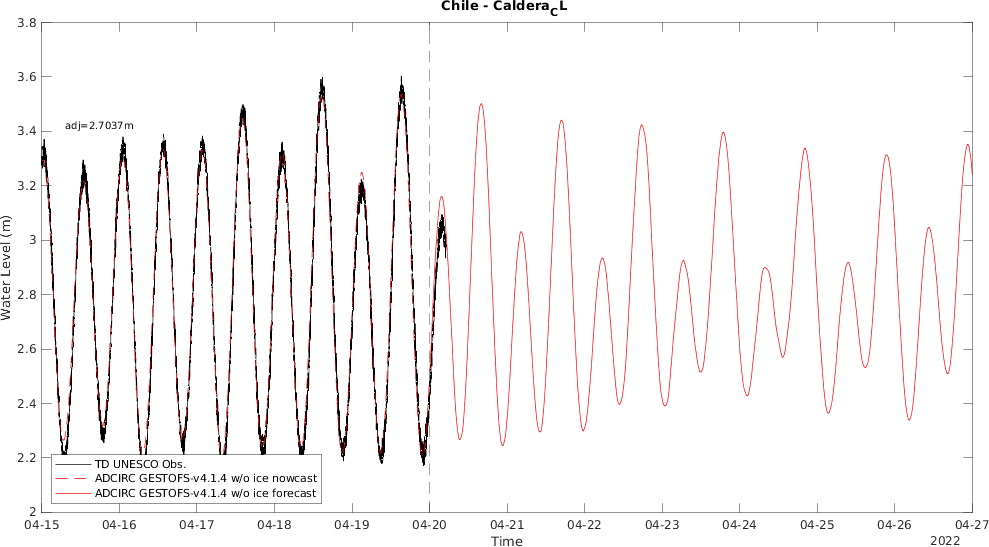 Chile - Caldera_CL
3.8
3.6
3.4
3.2
3
2.8
2.6
2.4
2.2
2
Water Level (m)
adj=2.7037m
TD UNESCO Obs.
ADCIRC GESTOFS-v4.1.4 w/o ice nowcast
ADCIRC GESTOFS-v4.1.4 w/o ice forecast
04-15 04-16 04-17 04-18 04-19 04-20 04-21 04-22 04-23 04-24 04-25 04-26 04-27
Time
2022